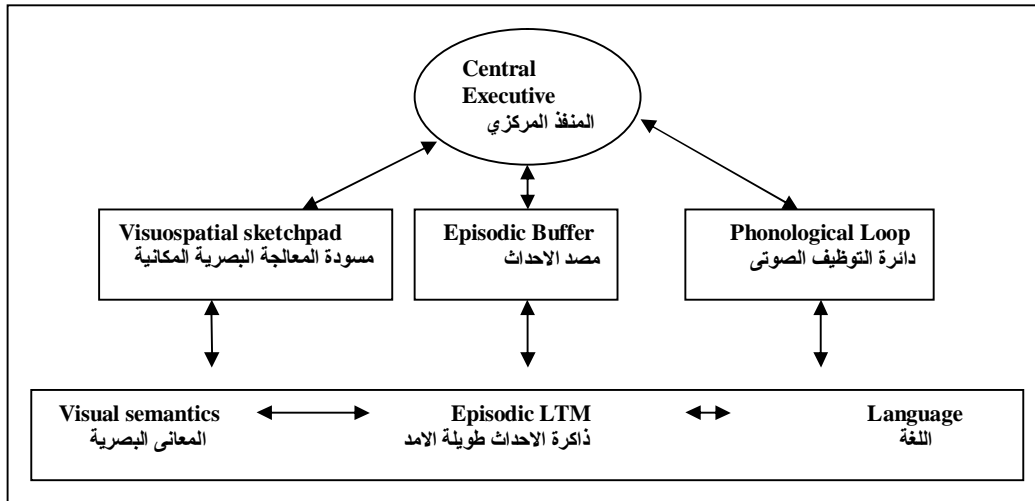 Central
Executive
المنفذ المركزي
Visuospatial sketchpad
مسودة المعالجة البصرية المكانية
Episodic Buffer
مصد الاحداث
Phonological Loop
دائرة التوظيف الصوتى
Visual semantics
المعانى البصرية
Episodic LTM
ذاكرة الاحداث طويلة الامد
Language
اللغة